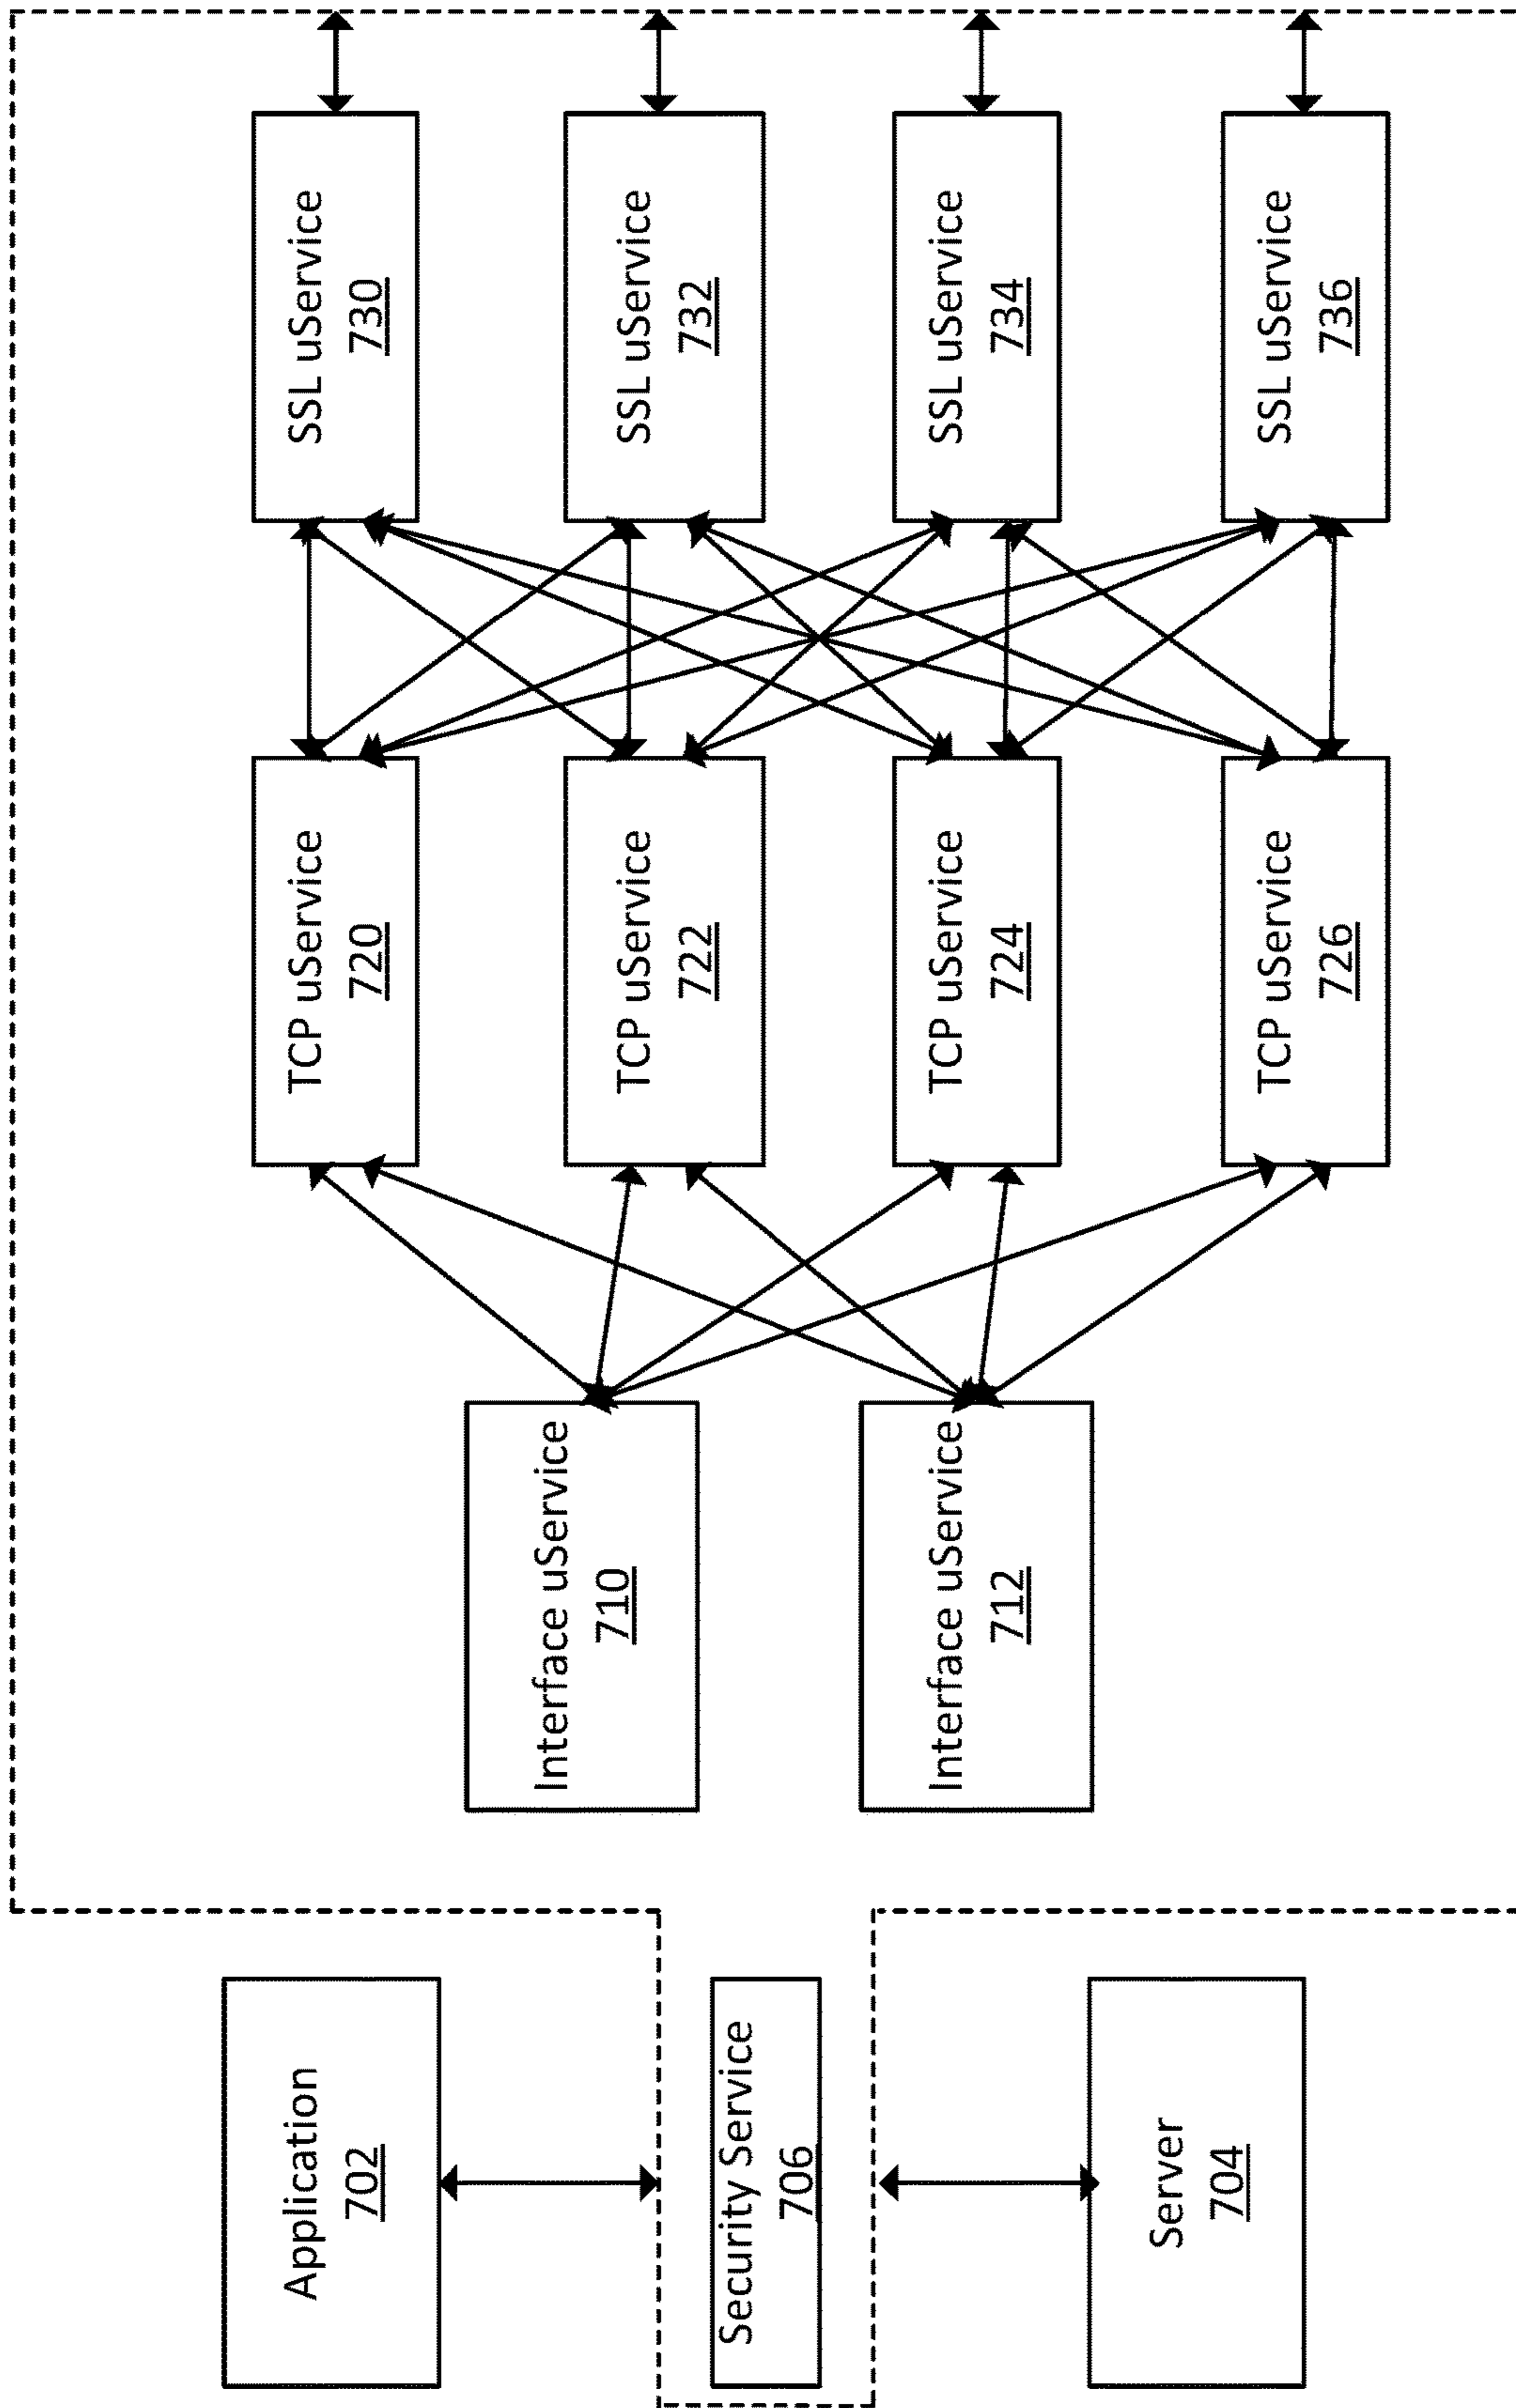 Application
702
Security Service
706
Server
704
Interface uService
710
Interface uService
712
TCP uService
720
TCP uService
722
TCP uService
724
TCP uService
726
SSL uService
730
SSL uService
732
SSL uService
734
SSL uService
736